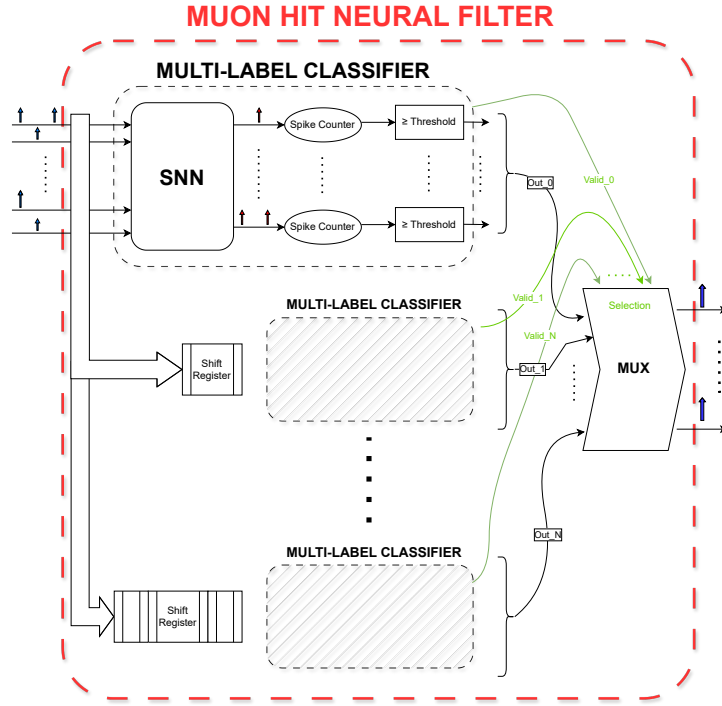 MUON HIT NEURAL FILTER
MULTI-LABEL CLASSIFIER
SNN
Spike Counter
≥ Threshold
Spike Counter
≥ Threshold
Out_0
Valid_0
MULTI-LABEL CLASSIFIER
Valid_1
Selection
Valid_N
Shift
Register
Out_1
MUX
Out_N
MULTI-LABEL CLASSIFIER
Shift
Register